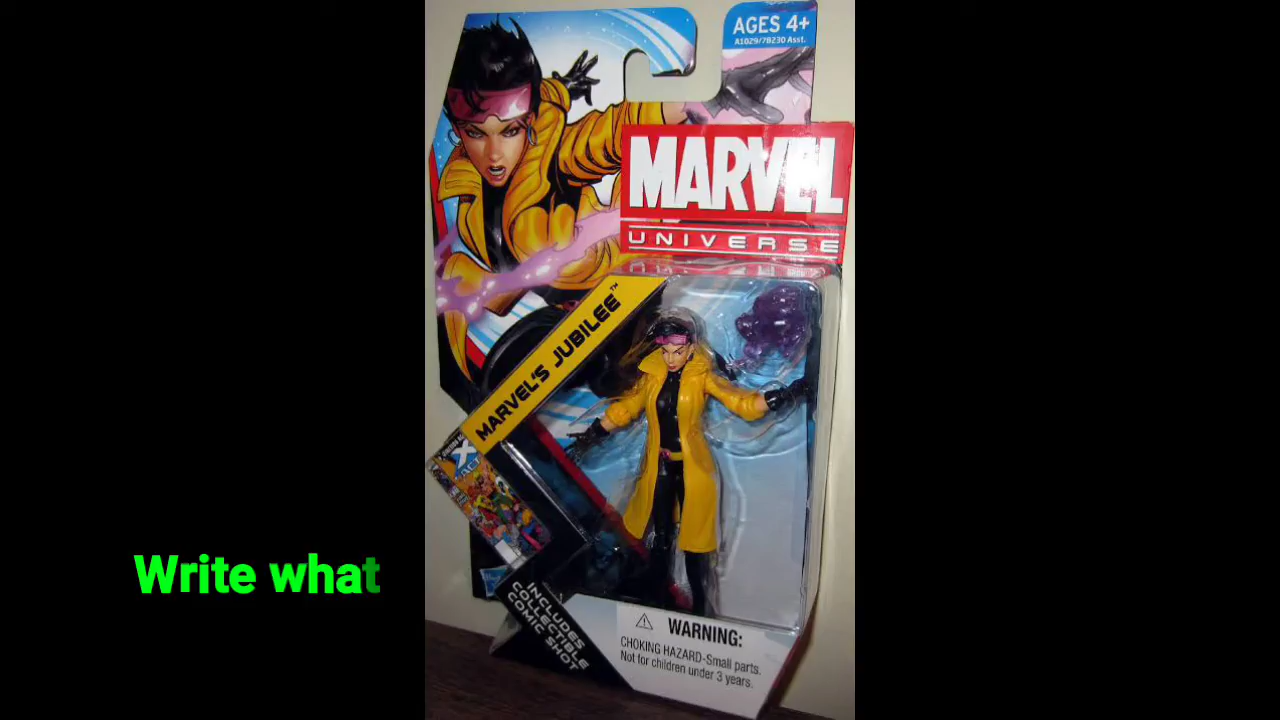 AGES 4+
A1029/78230 Asst.
MARVEL
UNIVERSE
MARVEL'S JUBILEE™
X
Write what
INCLUDES
COLLECTIBLE
COMIC SHOT
WARNING:
CHOKING HAZARD-Small parts.
Not for children under 3 years.